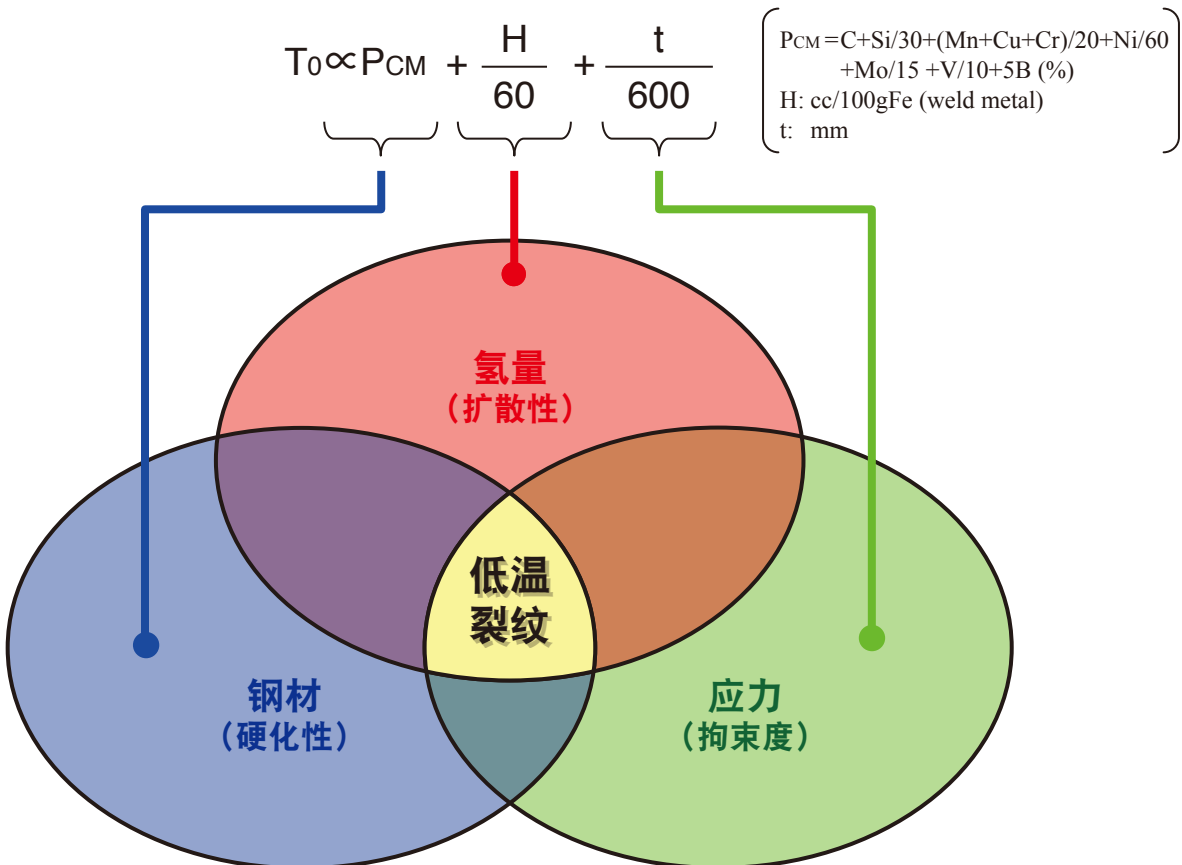 T0∝PCM + H/60 + t/600
PCM=C+Si/30+(Mn+Cu+Cr)/20+Ni/60
+Mo/15 +V/10+5B (%)
H: cc/100gFe (weld metal)
t: mm
氢量
（扩散性）
低温
裂纹
钢材
（硬化性）
应力
（拘束度）